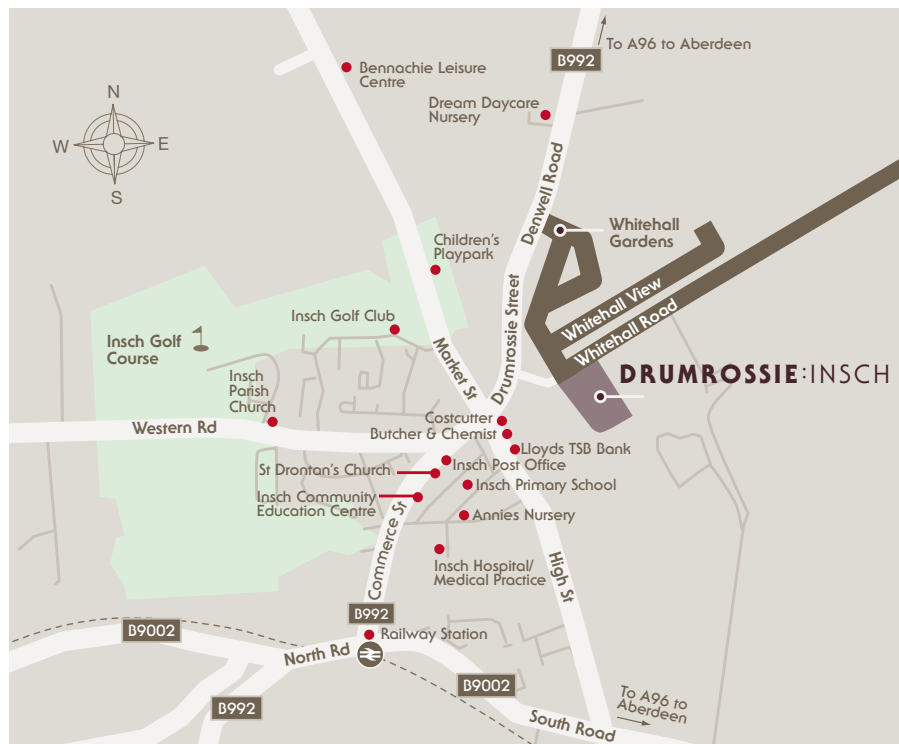 To A96 to Aberdeen
B992
Bennachie Leisure
Centre
Dream Daycare
Nursery
N
W
E
S
Denwell Road
Whitehall
Gardens
Children's
Playpark
Whitehall View
Whitehall Road
Drumrossie Street
Insch Golf Club
Insch Golf
Course
Market St
DRUMROSSIE:INSCH
Insch
Parish
Church
Costcutter
Western Rd
Butcher & Chemist
Lloyds TSB Bank
Insch Post Office
St Drontan's Church
Insch Primary School
Insch Community
Education Centre
Annies Nursery
Commerce St
Insch Hospital/
Medical Practice
High St
B992
Railway Station
B9002
North Rd
B9002
B992
To A96 to
Aberdeen
South Road